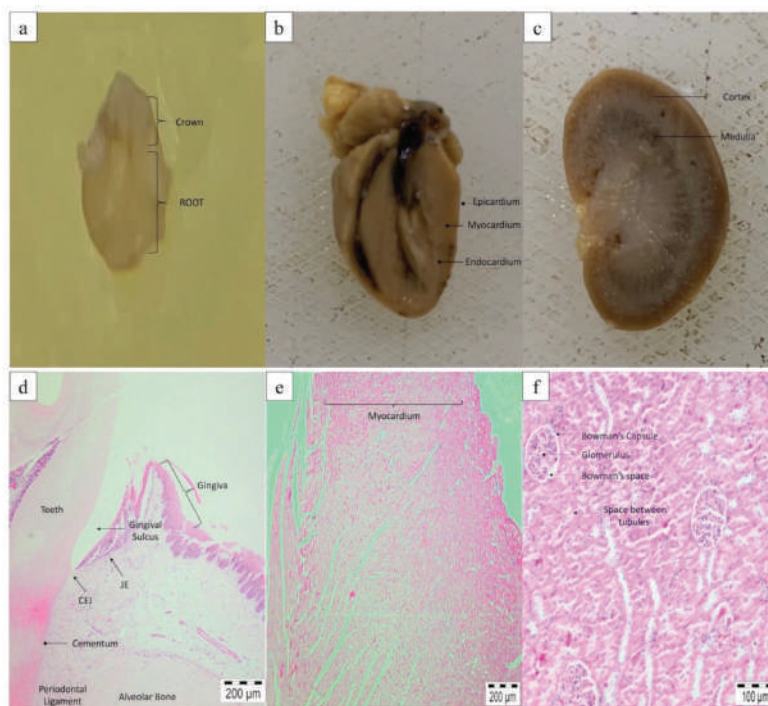 a
Crown
ROOT
b
Epicardium
Myocardium
Endocardium
c
Cortex
Medulla
d
Gingiva
Teeth
Gingival
Sulcus
JE
CEJ
Cementum
Periodontal
Ligament
Alveolar Bone
200 µm
e
Myocardium
200 µm
f
Bowman's Capsule
Glomerulus
Bowman's space
Space between
tubules
100 µm